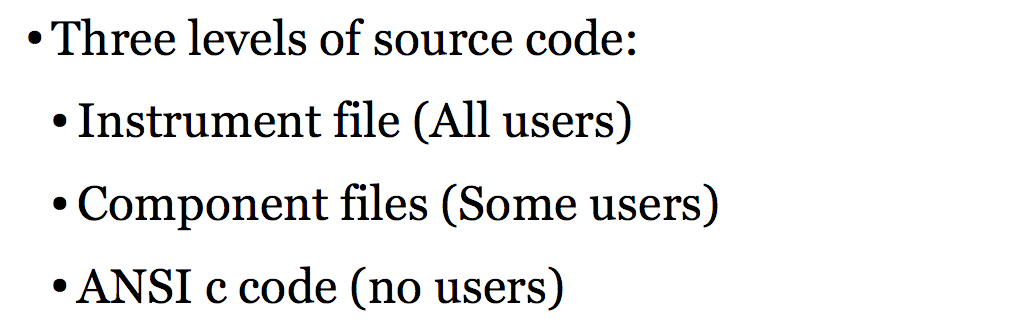 •Three levels of source code:
•Instrument file (All users)
•Component files (Some users)
•ANSI c code (no users)